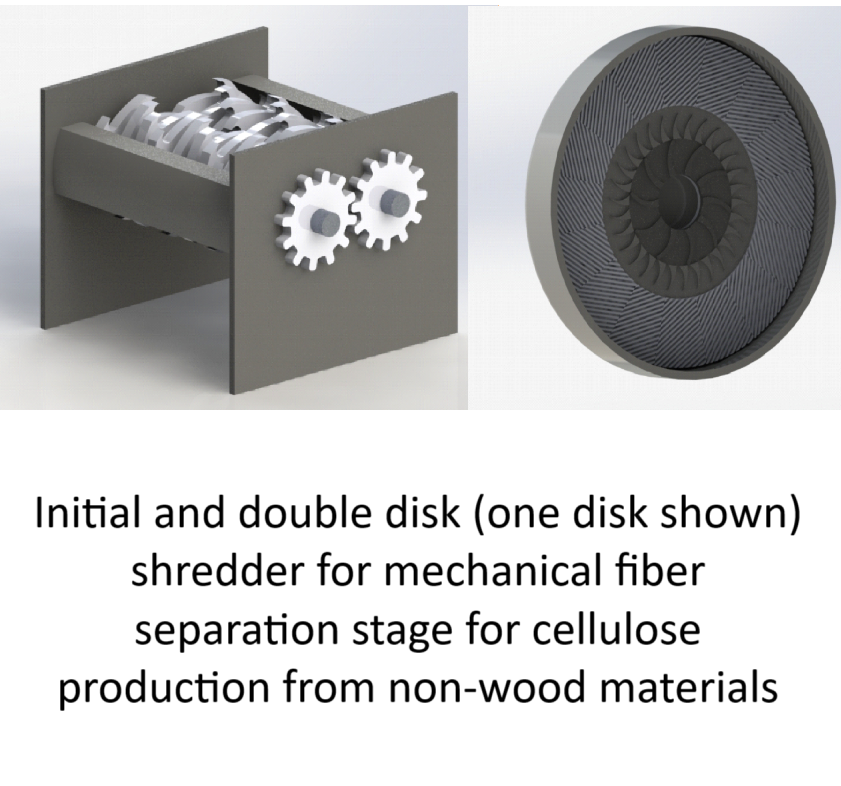 Initial and double disk (one disk shown)
shredder for mechanical fiber
separation stage for cellulose
production from non-wood materials